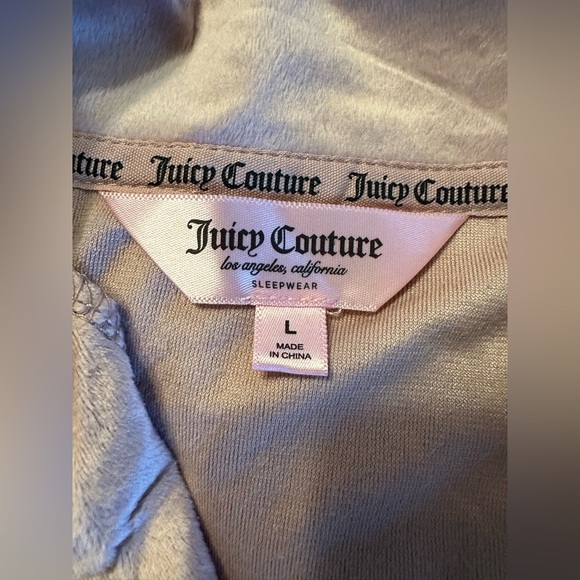 Juicy Couture Juicy Couture
Juicy Couture
los angeles, california
SLEEPWEAR
L
MADE
IN CHINA